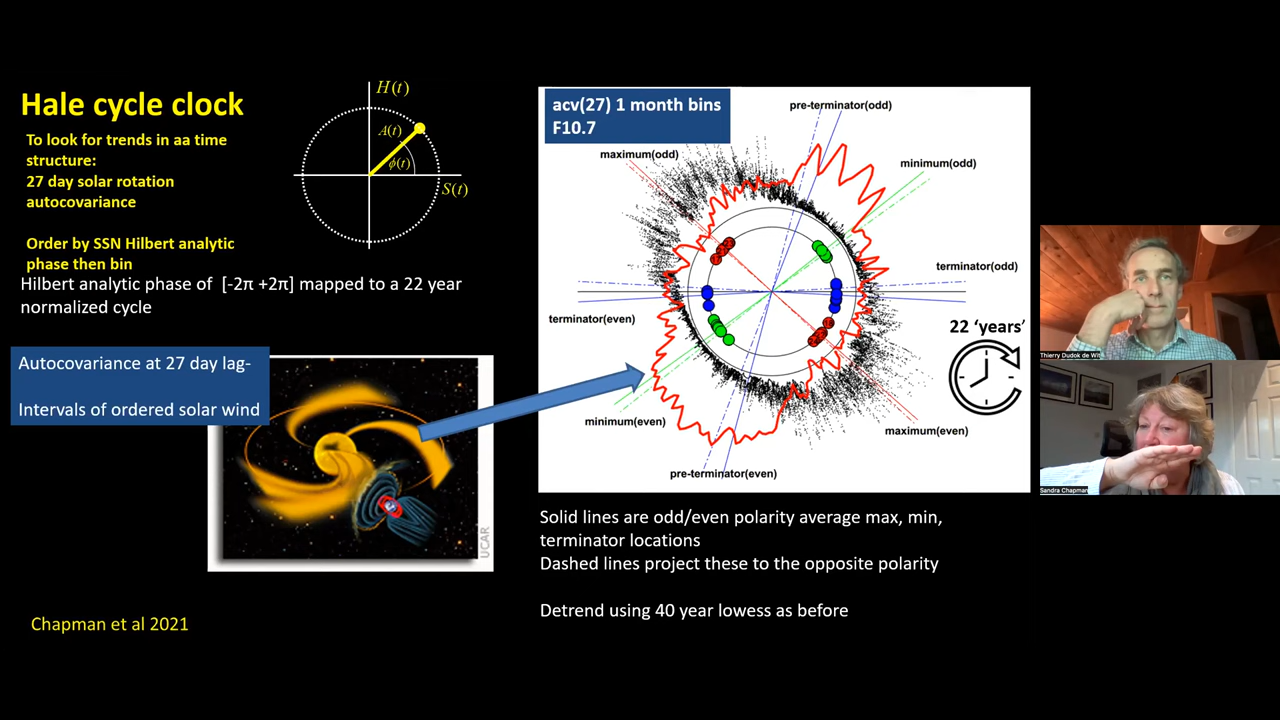 Hale cycle clock
To look for trends in aa time
structure:
27 day solar rotation
autocovariance
Order by SSN Hilbert analytic
phase then bin
Hilbert analytic phase of [-2π +2π] mapped to a 22 year
normalized cycle
H(t)
A(t)
ϕ(t)
S(t)
Autocovariance at 27 day lag-
Intervals of ordered solar wind
UCAR
Chapman et al 2021
acv(27) 1 month bins
F10.7
pre-terminator(odd)
maximum(odd)
minimum(odd)
terminator(odd)
terminator(even)
22 'years'
minimum(even)
maximum(even)
pre-terminator(even)
Solid lines are odd/even polarity average max, min,
terminator locations
Dashed lines project these to the opposite polarity
Detrend using 40 year lowess as before
Thierry Dudok de Wit
Sandra Chapman